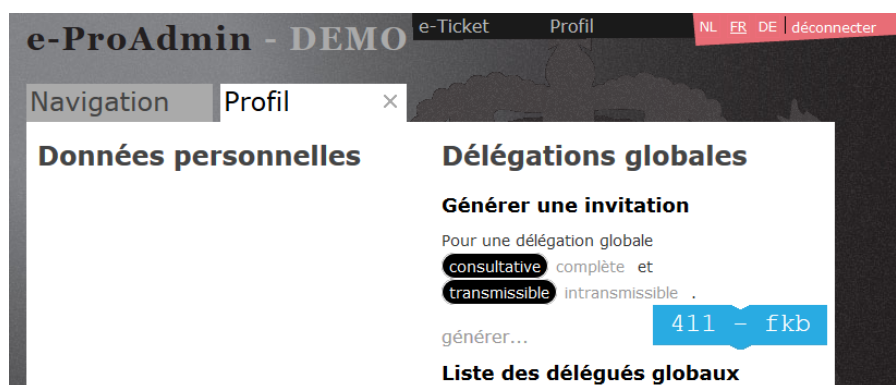 e-ProAdmin - DEMO
e-Ticket Profil
NL FR DE déconnecter
Navigation Profil ×
Données personnelles
Délégations globales
Générer une invitation
Pour une délégation globale
consultative complète et
transmissible intransmissible .
411 - fkb
générer...
Liste des délégués globaux